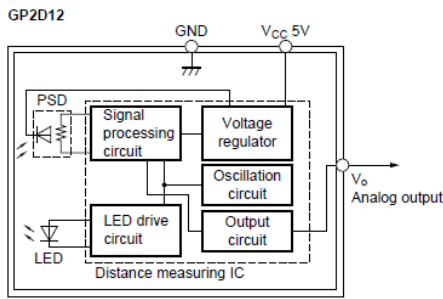 GP2D12
GND
VCC 5V
PSD
Signal
processing
circuit
Voltage
regulator
Oscillation
circuit
Vo
Analog output
LED drive
circuit
Output
circuit
LED
Distance measuring IC